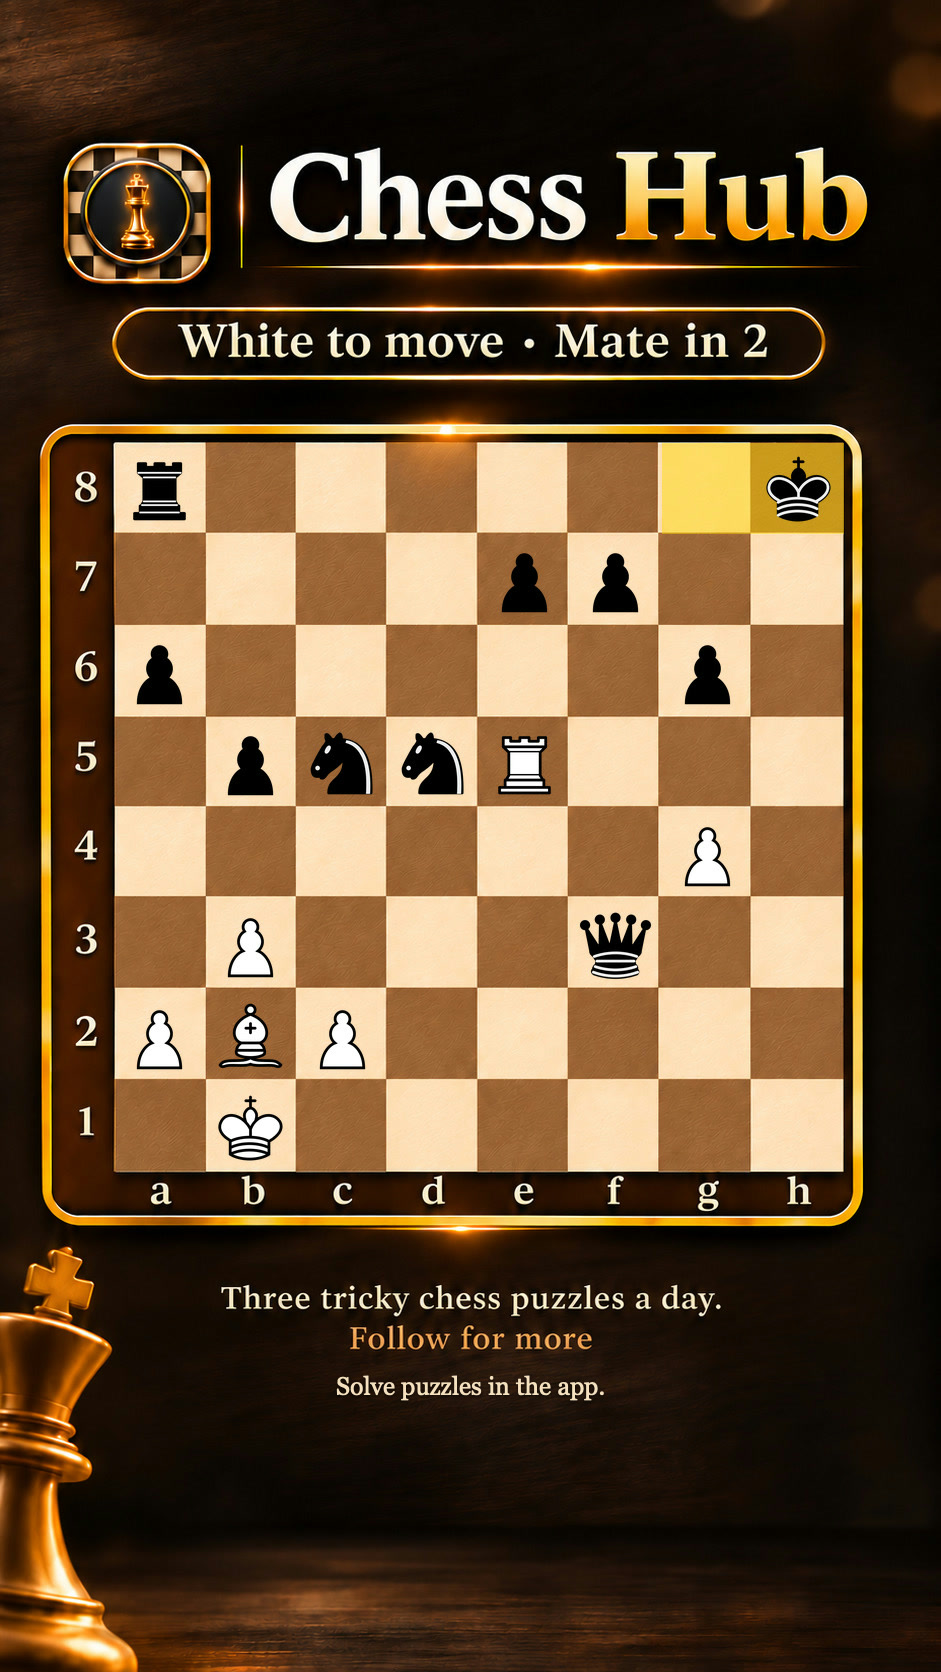 Chess Hub
White to move • Mate in 2
8
7
6
5
4
3
2
1
a b c d e f g h
Three tricky chess puzzles a day.
Follow for more
Solve puzzles in the app.